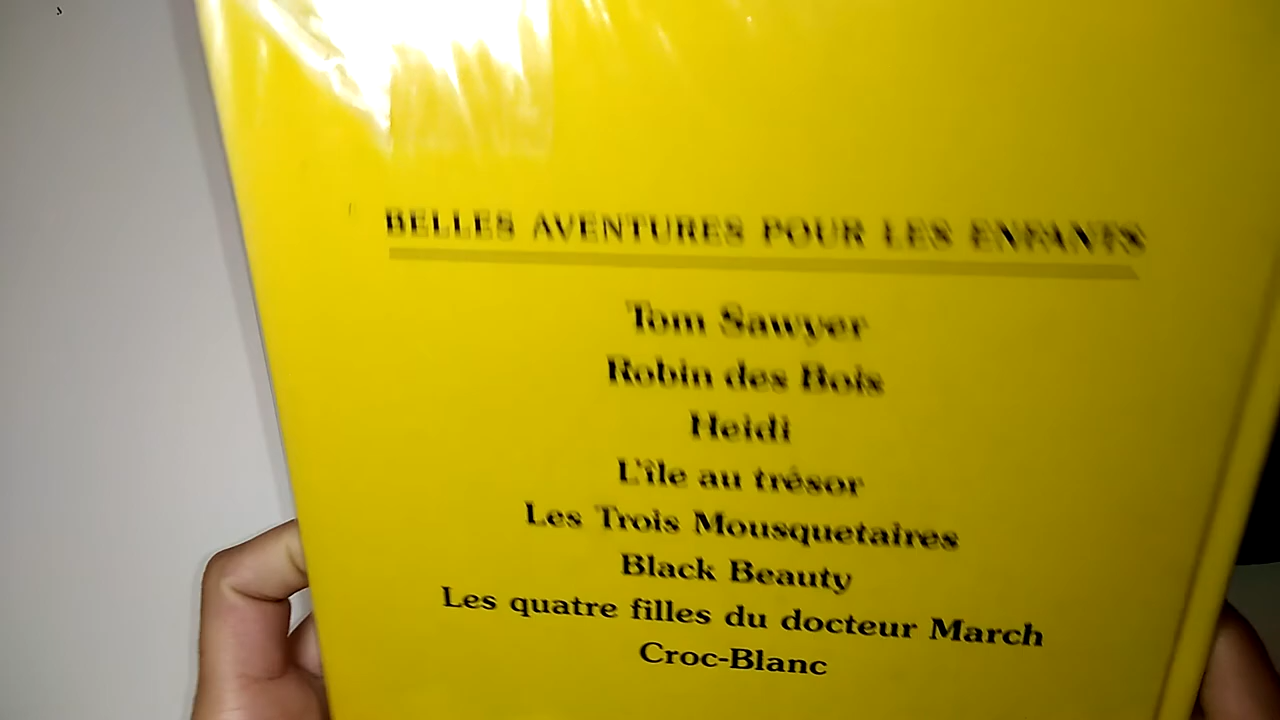 BELLES AVENTURES POUR LES ENFANTS
Tom Sawyer
Robin des Bois
Heidi
L'île au trésor
Les Trois Mousquetaires
Black Beauty
Les quatre filles du docteur March
Croc-Blanc